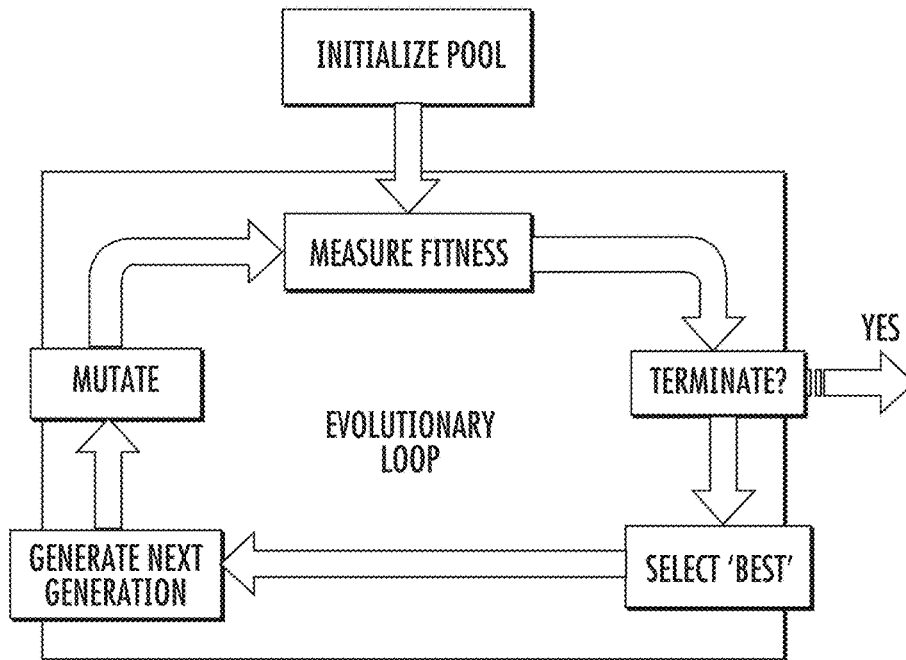 INITIALIZE POOL
MEASURE FITNESS
YES
MUTATE
TERMINATE?
EVOLUTIONARY
LOOP
GENERATE NEXT
GENERATION
SELECT ‘BEST’